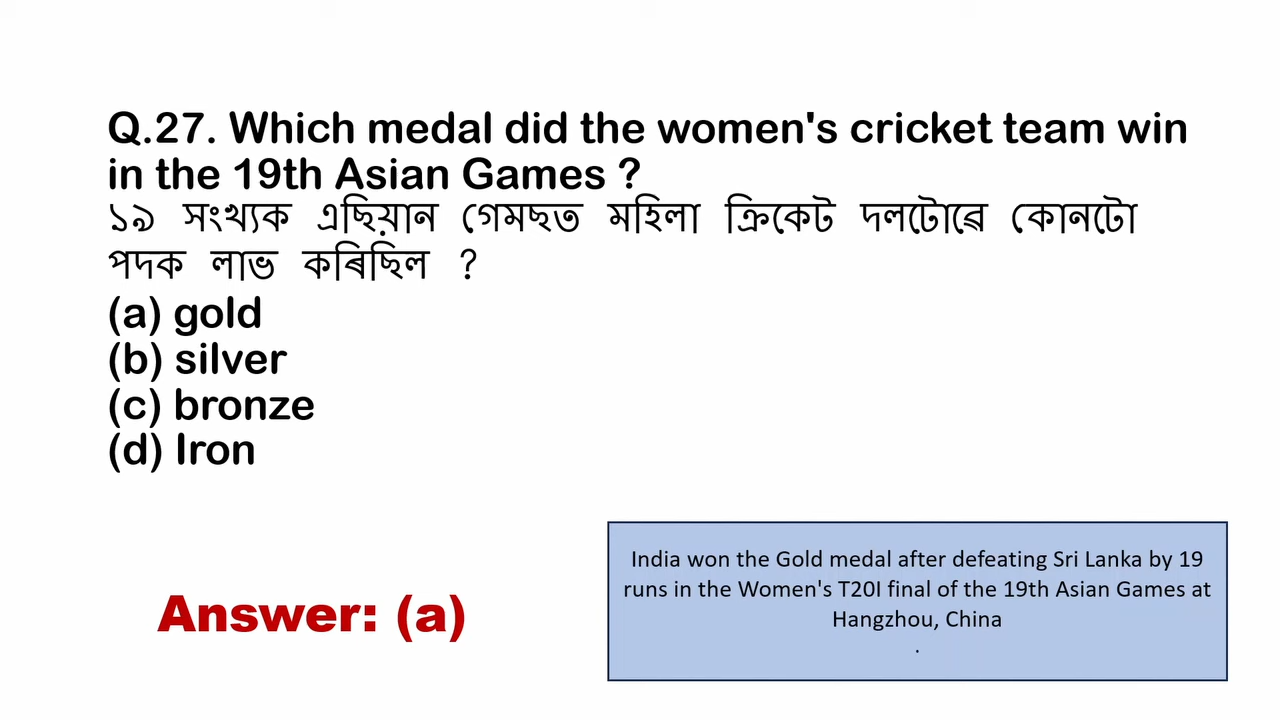 Q.27. Which medal did the women's cricket team win
in the 19th Asian Games ?
১৯ সংখ্যক এছিয়ান গেমছত মহিলা ক্ৰিকেট দলটোৱে কোনটো
পদক লাভ কৰিছিল ?
(a) gold
(b) silver
(c) bronze
(d) Iron
Answer: (a)
India won the Gold medal after defeating Sri Lanka by 19
runs in the Women's T20I final of the 19th Asian Games at
Hangzhou, China
.